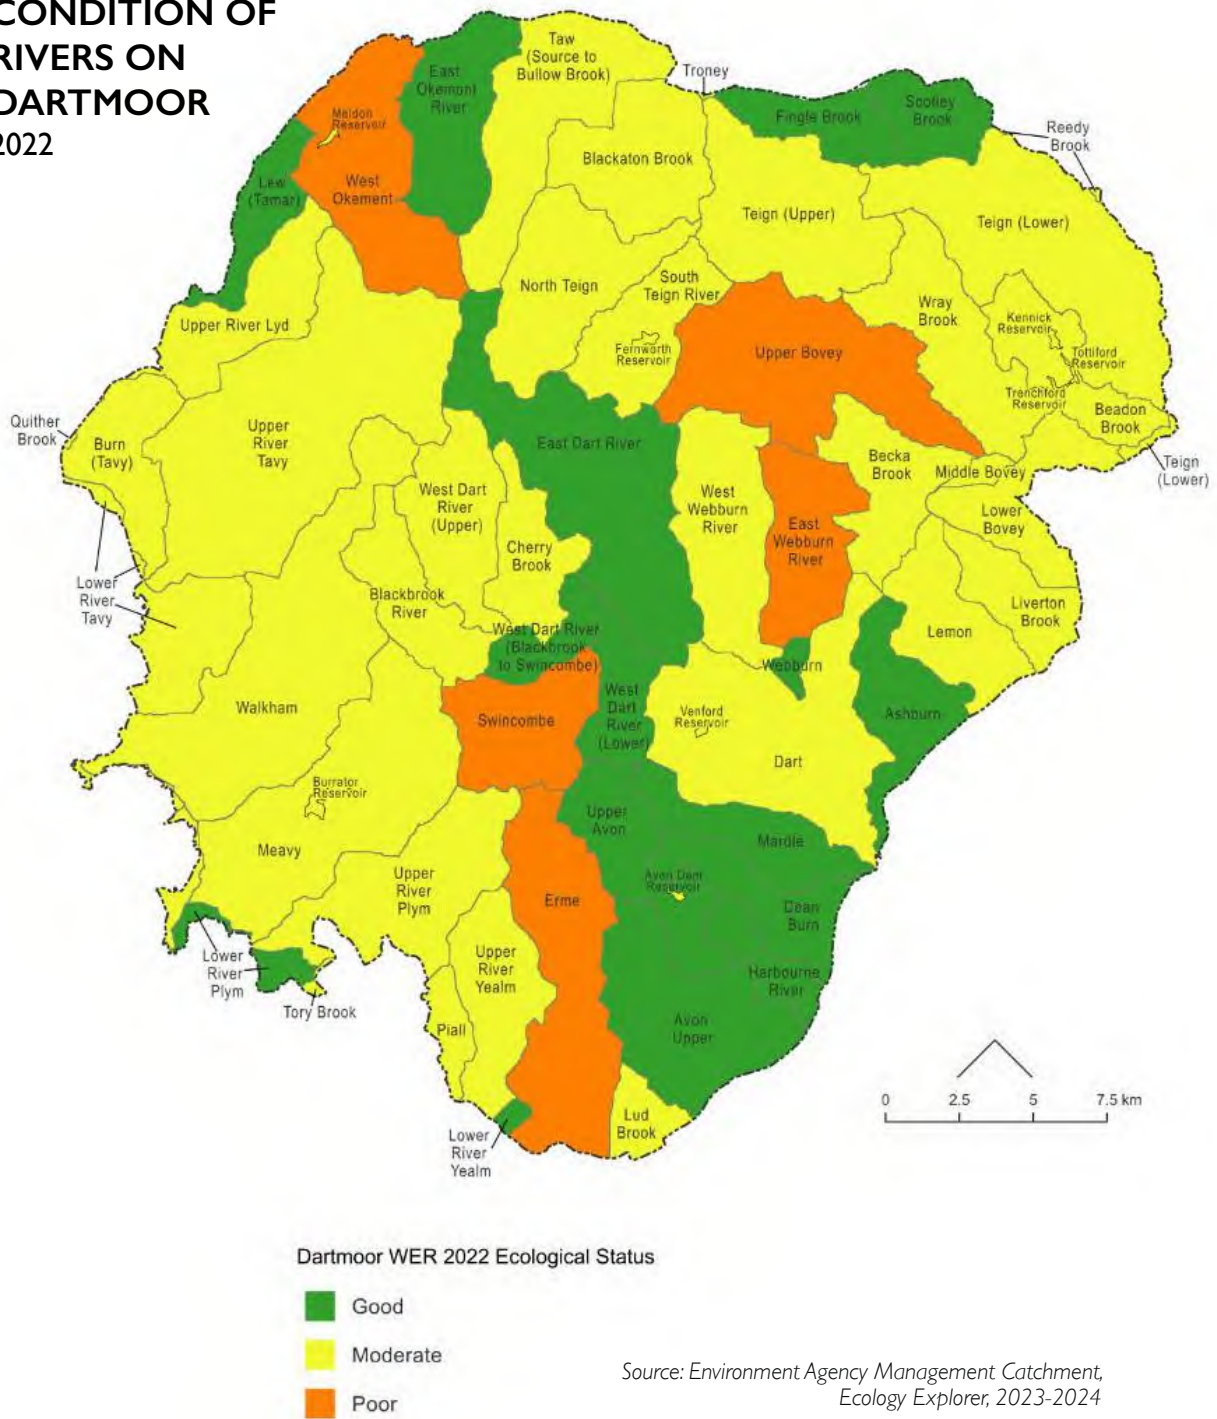 CONDITION OF
RIVERS ON
DARTMOOR
2022
Taw
(Source to
Bullow Brook)
East
Okemont
River
Troney
Fingle Brook
Scotley
Brook
Reedy
Brook
Meldon
Reservoir
Lew
(Tamar)
West
Okement
Blackaton Brook
Teign (Upper)
Teign (Lower)
North Teign
South
Teign River
Wray
Brook
Kennick
Reservoir
Tottiford
Reservoir
Trenchford
Reservoir
Beadon
Brook
Upper River Lyd
Fernworth
Reservoir
Upper Bovey
Quither
Brook
Burn
(Tavy)
Upper
River
Tavy
East Dart River
Becka
Brook
Middle Bovey
Teign
(Lower)
West Dart
River
(Upper)
West
Webburn
River
East
Webburn
River
Lower
Bovey
Cherry
Brook
Lower
River
Tavy
Blackbrook
River
Liverton
Brook
Lemon
West Dart River
(Blackbrook
to Swincombe)
Webburn
Walkham
Swincombe
West
Dart
River
(Lower)
Venford
Reservoir
Ashburn
Dart
Burrator
Reservoir
Upper
Avon
Mardle
Meavy
Upper
River
Plym
Erme
Avon Dam
Reservoir
Dean
Burn
Lower
River
Plym
Upper
River
Yealm
Harbourne
River
Tory Brook
Piall
Avon
Upper
Lud
Brook
Lower
River
Yealm
0 2.5 5 7.5 km
Dartmoor WER 2022 Ecological Status
Good
Moderate
Poor
Source: Environment Agency Management Catchment,
Ecology Explorer, 2023-2024